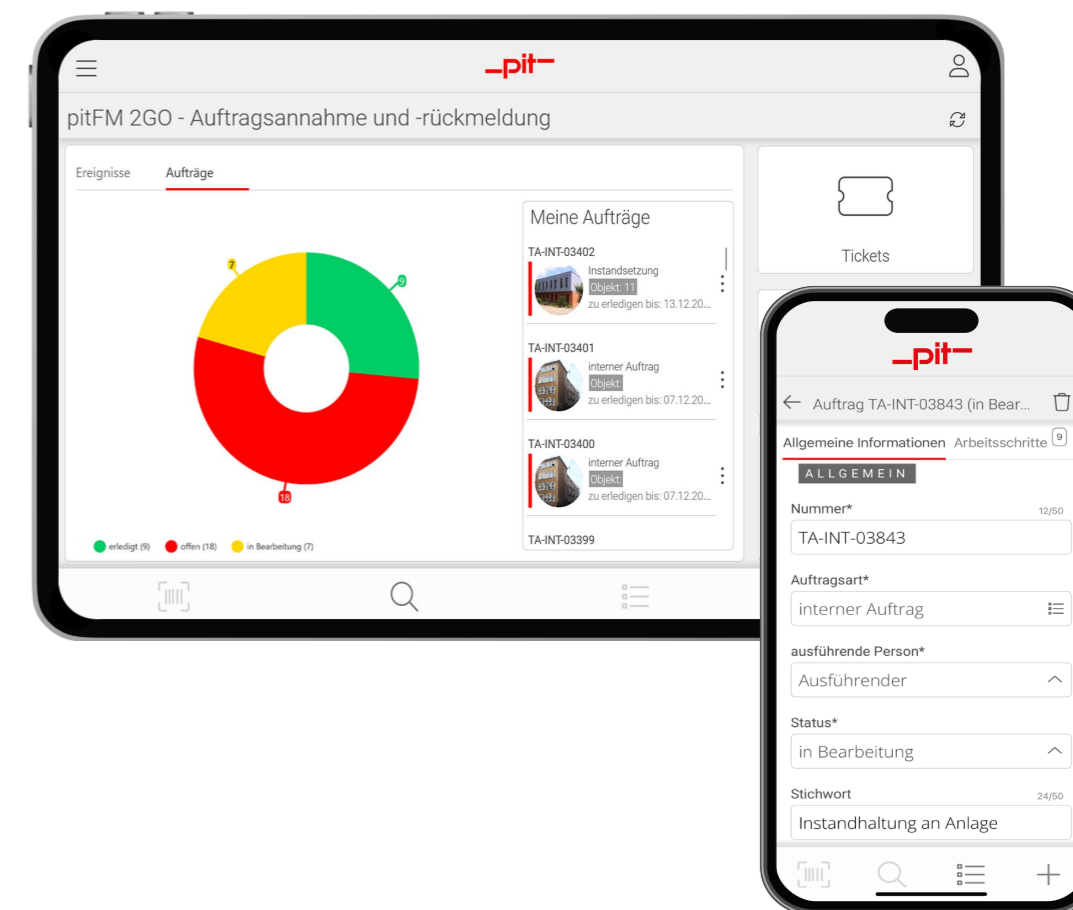 _pit‾
pitFM 2GO - Auftragsannahme und -rückmeldung
Ereignisse Aufträge
7
9
18
erledigt (9) offen (18) in Bearbeitung (7)
Meine Aufträge
TA-INT-03402
Instandsetzung
Objekt: 11
zu erledigen bis: 13.12.20...
TA-INT-03401
interner Auftrag
Objekt:
zu erledigen bis: 07.12.20...
TA-INT-03400
interner Auftrag
Objekt:
zu erledigen bis: 07.12.20...
TA-INT-03399
Tickets
_pit‾
Auftrag TA-INT-03843 (in Bear...
Allgemeine Informationen Arbeitsschritte 9
ALLGEMEIN
Nummer* 12/50
TA-INT-03843
Auftragsart*
interner Auftrag
ausführende Person*
Ausführender
Status*
in Bearbeitung
Stichwort 24/50
Instandhaltung an Anlage